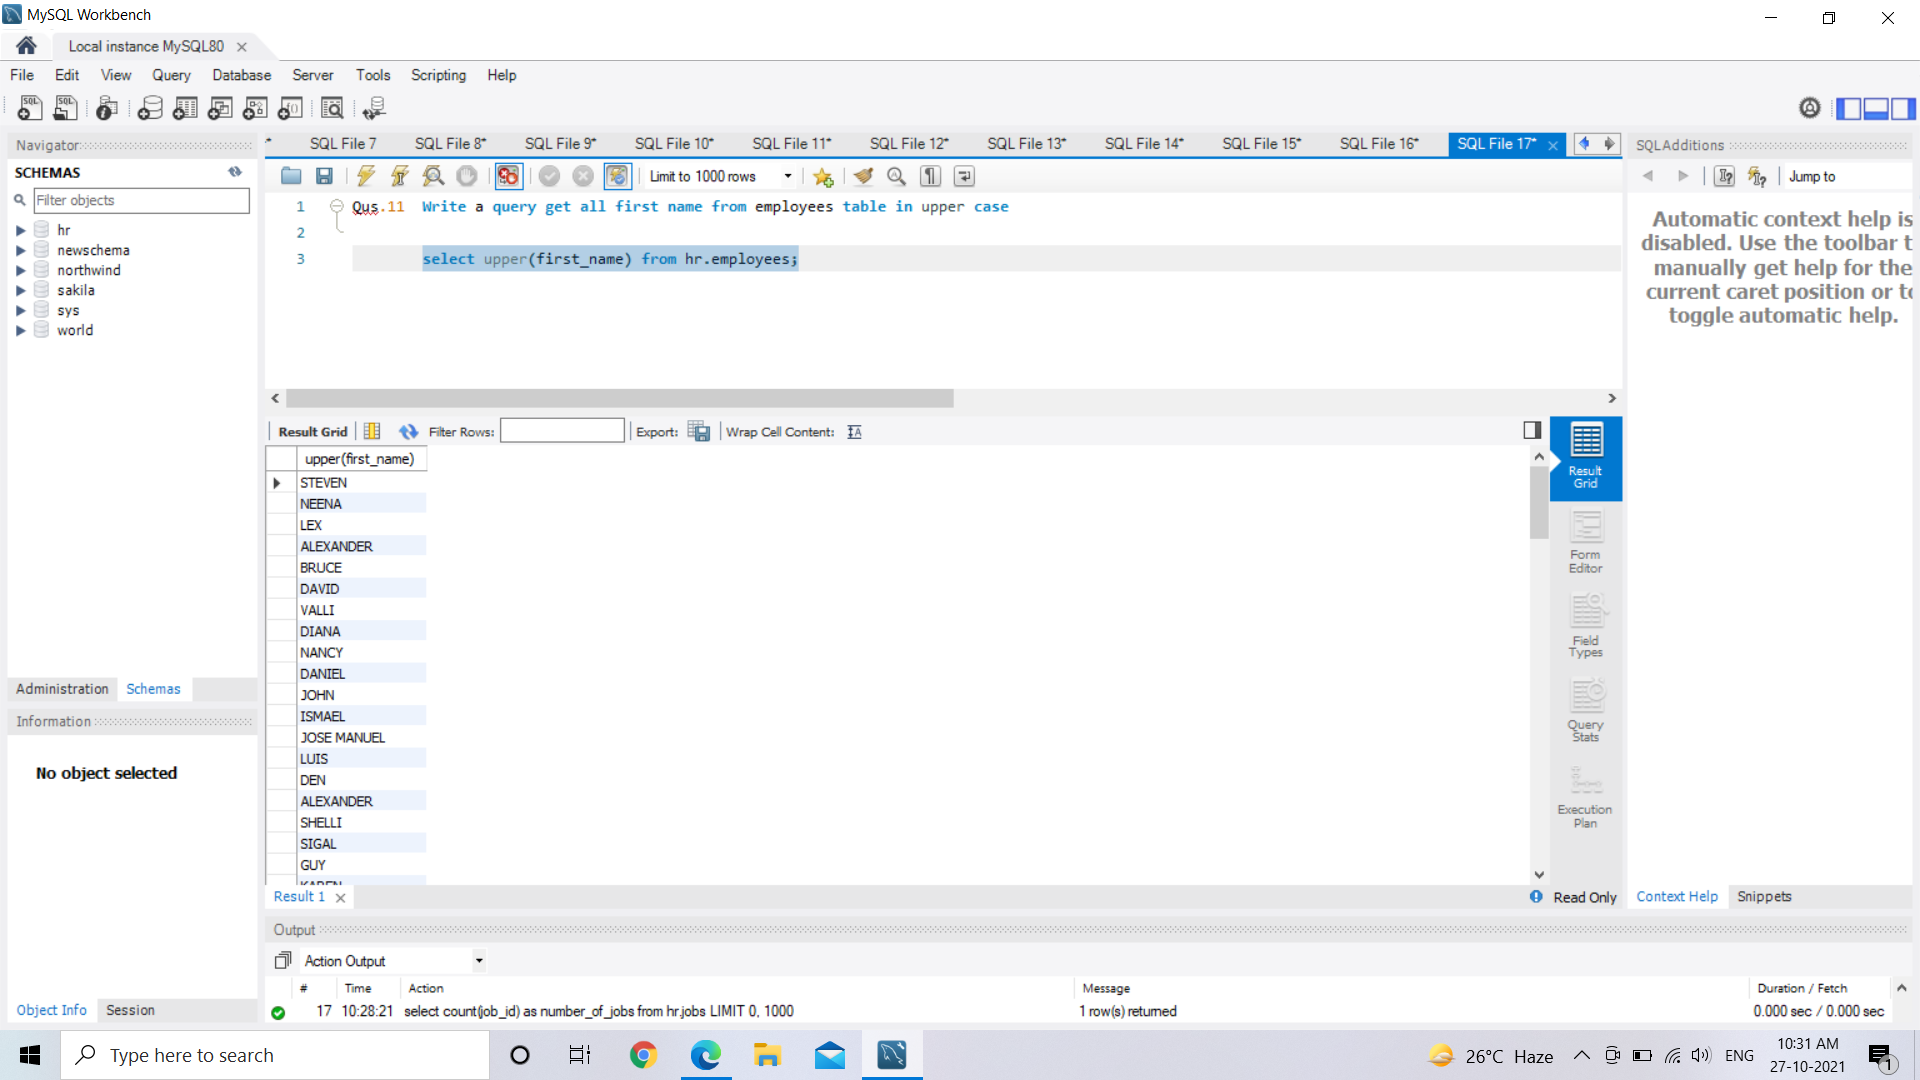 MySQL Workbench
Local instance MySQL80
File Edit View Query Database Server Tools Scripting Help
Navigator
SCHEMAS
Filter objects
hr
newschema
northwind
sakila
sys
world
Administration Schemas
Information
No object selected
Object Info Session
SQL File 7 SQL File 8* SQL File 9* SQL File 10* SQL File 11* SQL File 12* SQL File 13* SQL File 14* SQL File 15* SQL File 16* SQL File 17*
Limit to 1000 rows
1 Qus.11 Write a query get all first name from employees table in upper case
2
3 select upper(first_name) from hr.employees;
Result Grid Filter Rows: Export: Wrap Cell Content:
upper(first_name)
STEVEN
NEENA
LEX
ALEXANDER
BRUCE
DAVID
VALLI
DIANA
NANCY
DANIEL
JOHN
ISMAEL
JOSE MANUEL
LUIS
DEN
ALEXANDER
SHELLI
SIGAL
GUY
KAREN
Result Grid
Form Editor
Field Types
Query Stats
Execution Plan
Result 1
Read Only
SQLAdditions
Jump to
Automatic context help is
disabled. Use the toolbar t
manually get help for the
current caret position or to
toggle automatic help.
Context Help Snippets
Output
Action Output
# Time Action Message Duration / Fetch
17 10:28:21 select count(job_id) as number_of_jobs from hr.jobs LIMIT 0, 1000 1 row(s) returned 0.000 sec / 0.000 sec
Type here to search
26°C Haze
ENG
10:31 AM
27-10-2021
1